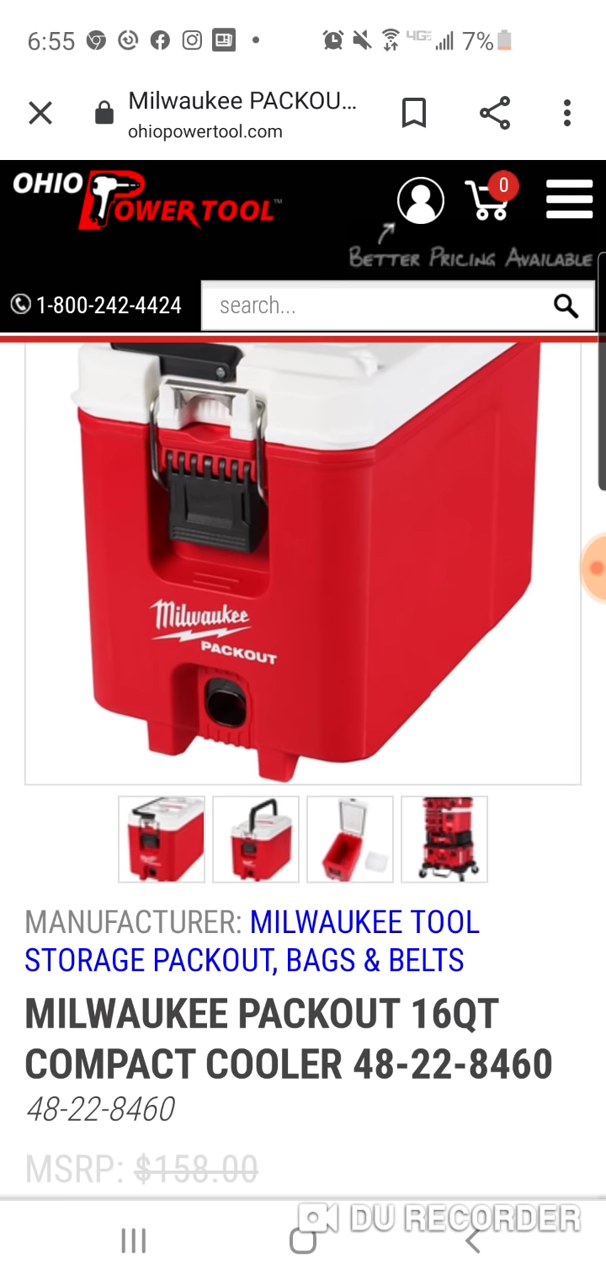 6:55
4GE
7%
Milwaukee PACKOU...
ohiopowertool.com
OHIO
POWER TOOL™
0
BETTER PRICING AVAILABLE
1-800-242-4424
search...
Milwaukee
PACKOUT
MANUFACTURER: MILWAUKEE TOOL
STORAGE PACKOUT, BAGS & BELTS
MILWAUKEE PACKOUT 16QT
COMPACT COOLER 48-22-8460
48-22-8460
MSRP: $158.00
DU RECORDER